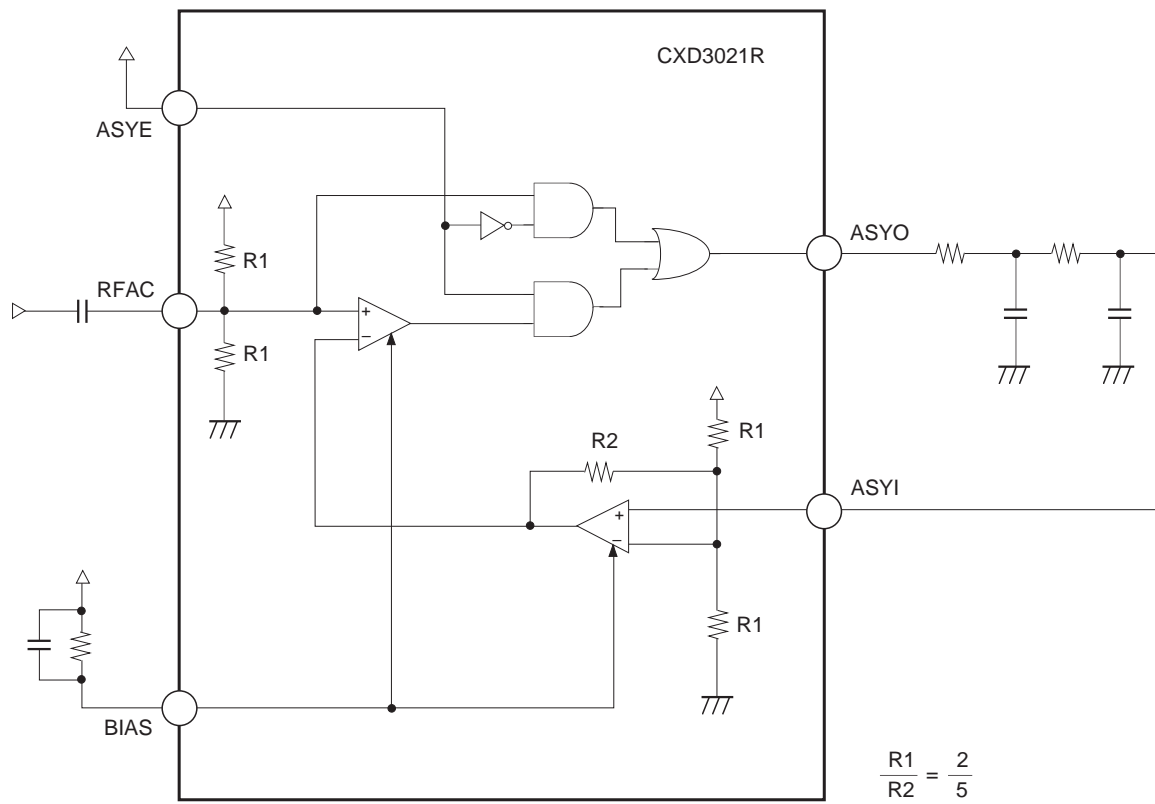 CXD3021R
ASYE
R1
ASYO
RFAC
+
−
R1
R1
R2
ASYI
+
−
R1
BIAS
R1 / R2 = 2 / 5